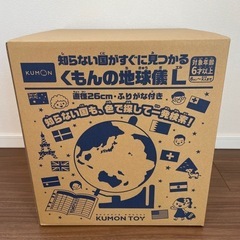 KUMON
知らない国がすぐに見つかる
くもんの地球儀L
直径26cm・ふりがな付き
対象年齢
6才以上
知らない国も、色で探して一発検索!
KUMON TOY